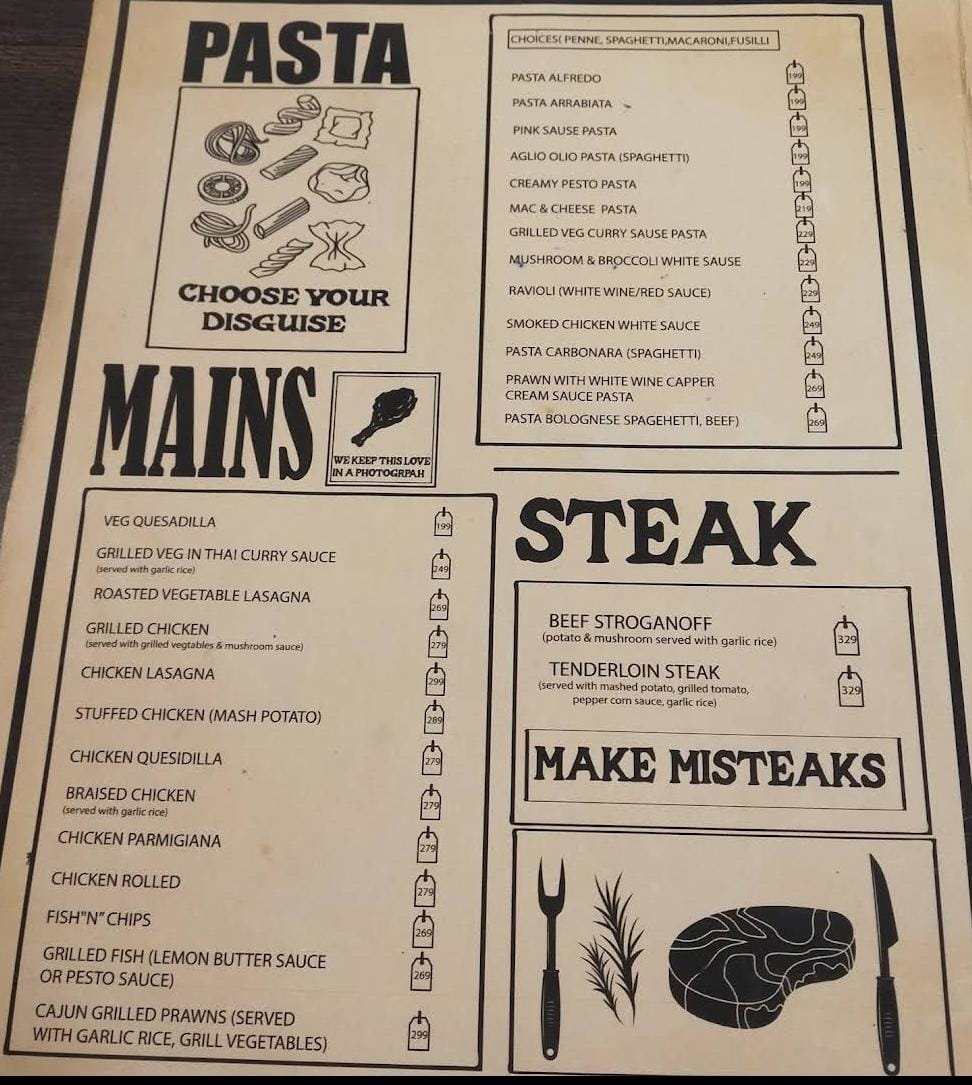 PASTA
CHOOSE YOUR
DISGUISE
CHOICES( PENNE, SPAGHETTI,MACARONI,FUSILLI
PASTA ALFREDO 199
PASTA ARRABIATA 199
PINK SAUSE PASTA 199
AGLIO OLIO PASTA (SPAGHETTI) 199
CREAMY PESTO PASTA 199
MAC & CHEESE PASTA 219
GRILLED VEG CURRY SAUSE PASTA 229
MUSHROOM & BROCCOLI WHITE SAUSE 229
RAVIOLI (WHITE WINE/RED SAUCE) 229
SMOKED CHICKEN WHITE SAUCE 249
PASTA CARBONARA (SPAGHETTI) 249
PRAWN WITH WHITE WINE CAPPER 269
CREAM SAUCE PASTA
PASTA BOLOGNESE SPAGEHETTI, BEEF) 269
MAINS
WE KEEP THIS LOVE
IN A PHOTOGRPAH
VEG QUESADILLA 199
GRILLED VEG IN THAI CURRY SAUCE 249
(served with garlic rice)
ROASTED VEGETABLE LASAGNA 269
GRILLED CHICKEN 279
(served with grilled vegtables & mushroom sauce)
CHICKEN LASAGNA 299
STUFFED CHICKEN (MASH POTATO) 289
CHICKEN QUESIDILLA 279
BRAISED CHICKEN 279
(served with garlic rice)
CHICKEN PARMIGIANA 279
CHICKEN ROLLED 279
FISH"N" CHIPS 269
GRILLED FISH (LEMON BUTTER SAUCE 269
OR PESTO SAUCE)
CAJUN GRILLED PRAWNS (SERVED 299
WITH GARLIC RICE, GRILL VEGETABLES)
STEAK
BEEF STROGANOFF 329
(potato & mushroom served with garlic rice)
TENDERLOIN STEAK 329
(served with mashed potato, grilled tomato,
pepper corn sauce, garlic rice)
MAKE MISTEAKS